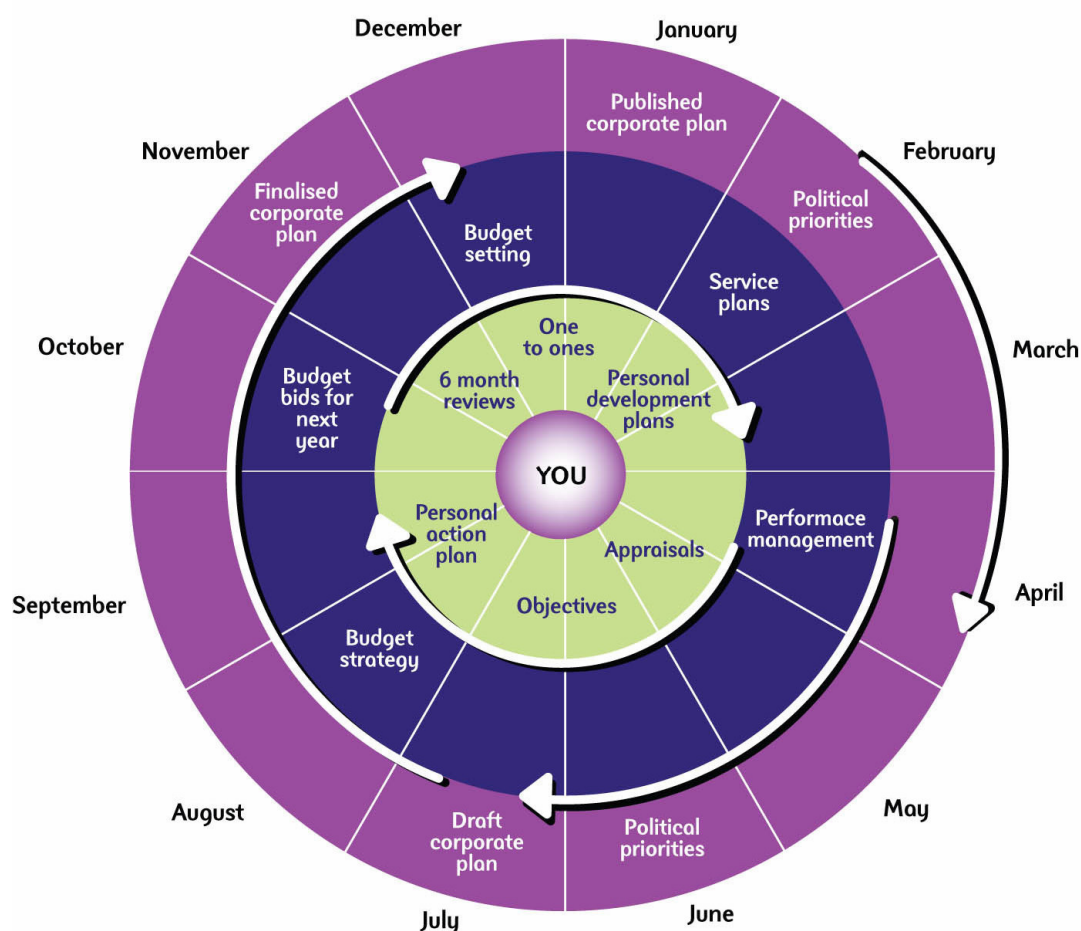 December
January
November
February
October
March
September
April
August
May
July
June
Published
corporate plan
Political
priorities
Finalised
corporate
plan
Draft
corporate
plan
Political
priorities
Budget
setting
Service
plans
Budget
bids for
next
year
Performace
management
Budget
strategy
One
to ones
6 month
reviews
Personal
development
plans
YOU
Personal
action
plan
Appraisals
Objectives